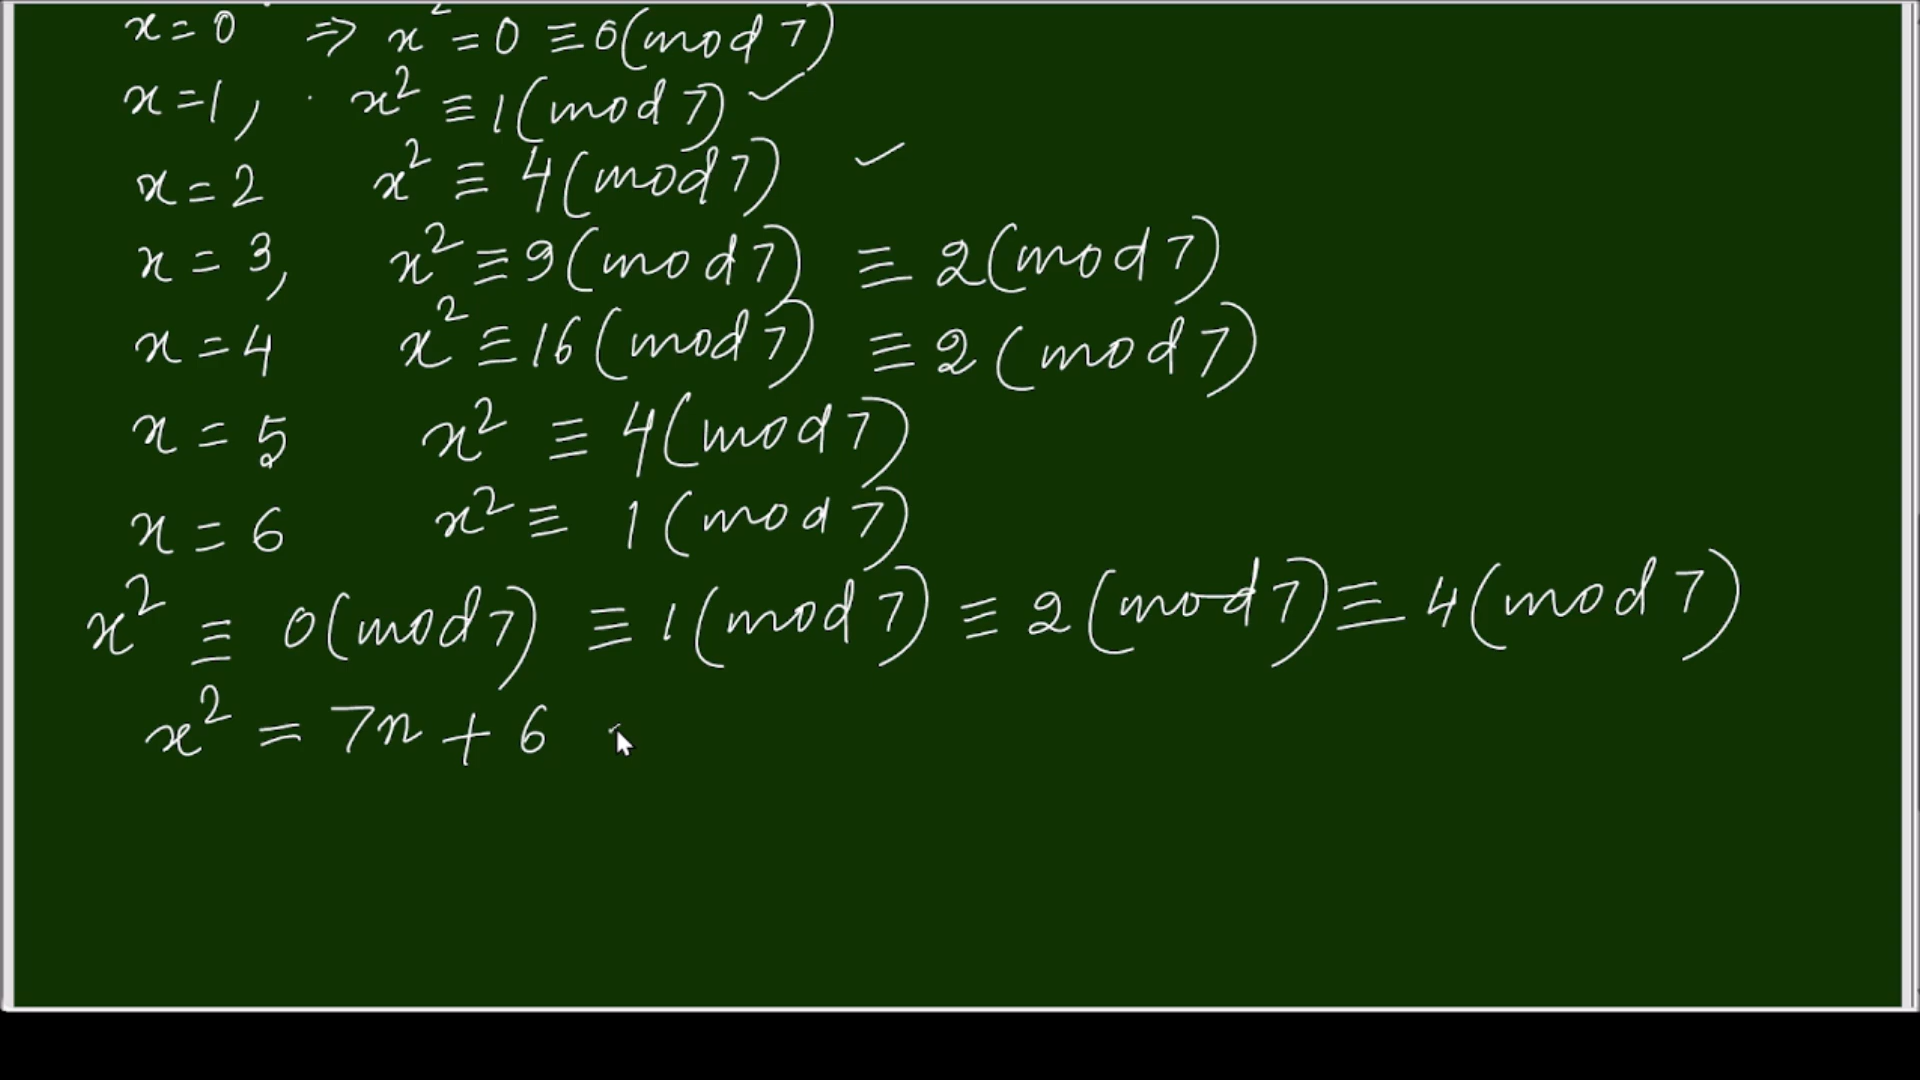 x=0 ⇒ x²=0 ≡0(mod 7)
x=1, x² ≡1(mod 7) ✓
x=2 x² ≡ 4(mod 7) ✓
x=3, x² ≡9(mod 7) ≡ 2(mod 7)
x=4 x² ≡16(mod 7) ≡2(mod 7)
x=5 x² ≡ 4(mod 7)
x=6 x² ≡ 1(mod 7)
x² ≡ 0(mod 7) ≡1(mod 7) ≡ 2(mod 7) ≡ 4(mod 7)
x² = 7n+6